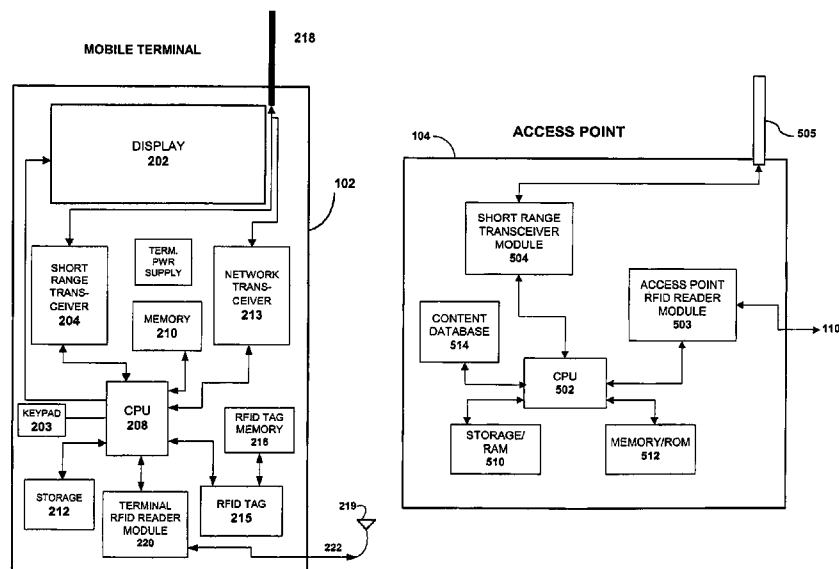 MOBILE TERMINAL
218
DISPLAY
202
102
SHORT
RANGE
TRANS-
CEIVER
204
TERM.
PWR
SUPPLY
NETWORK
TRANS-
CEIVER
213
MEMORY
210
CPU
208
KEYPAD
203
RFID TAG
MEMORY
216
STORAGE
212
TERMINAL
RFID READER
MODULE
220
RFID TAG
215
219
222
ACCESS POINT
104
505
SHORT RANGE
TRANSCEIVER
MODULE
504
ACCESS POINT
RFID READER
MODULE
503
110
CONTENT
DATABASE
514
CPU
502
STORAGE/
RAM
510
MEMORY/ROM
512